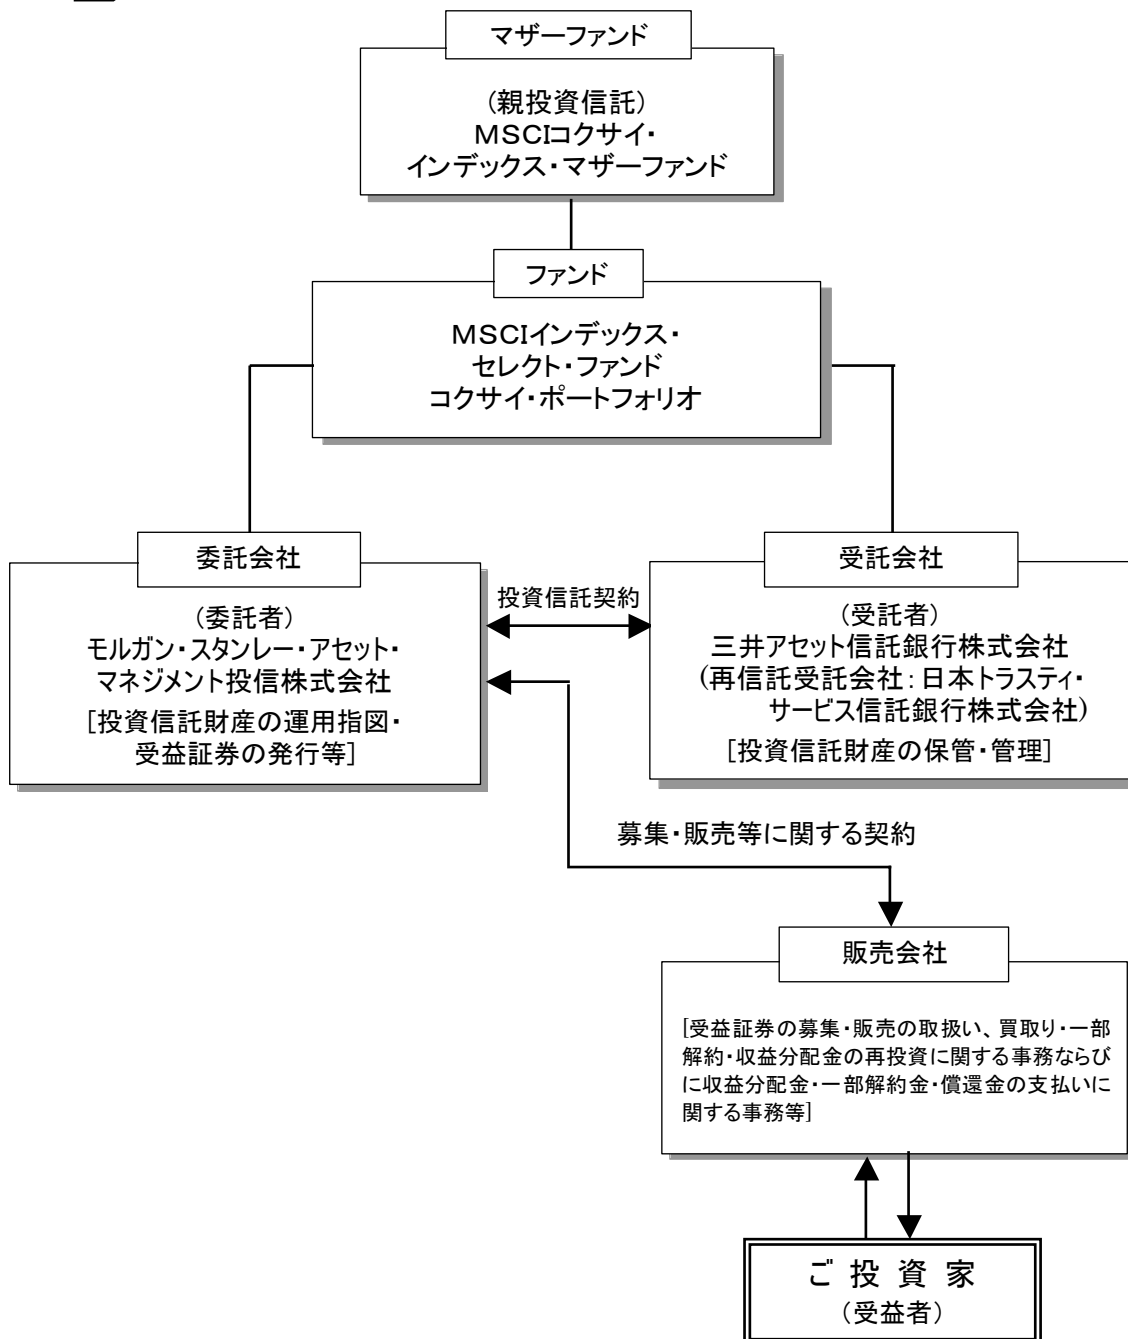 マザーファンド
(親投資信託)
MSCIコクサイ・
インデックス・マザーファンド
ファンド
MSCIインデックス・
セレクト・ファンド
コクサイ・ポートフォリオ
委託会社
(委託者)
モルガン・スタンレー・アセット・
マネジメント投信株式会社
[投資信託財産の運用指図・
受益証券の発行等]
投資信託契約
受託会社
(受託者)
三井アセット信託銀行株式会社
(再信託受託会社:日本トラスティ・
サービス信託銀行株式会社)
[投資信託財産の保管・管理]
募集・販売等に関する契約
販売会社
[受益証券の募集・販売の取扱い、買取り・一部
解約・収益分配金の再投資に関する事務ならび
に収益分配金・一部解約金・償還金の支払いに
関する事務等]
ご投資家
(受益者)